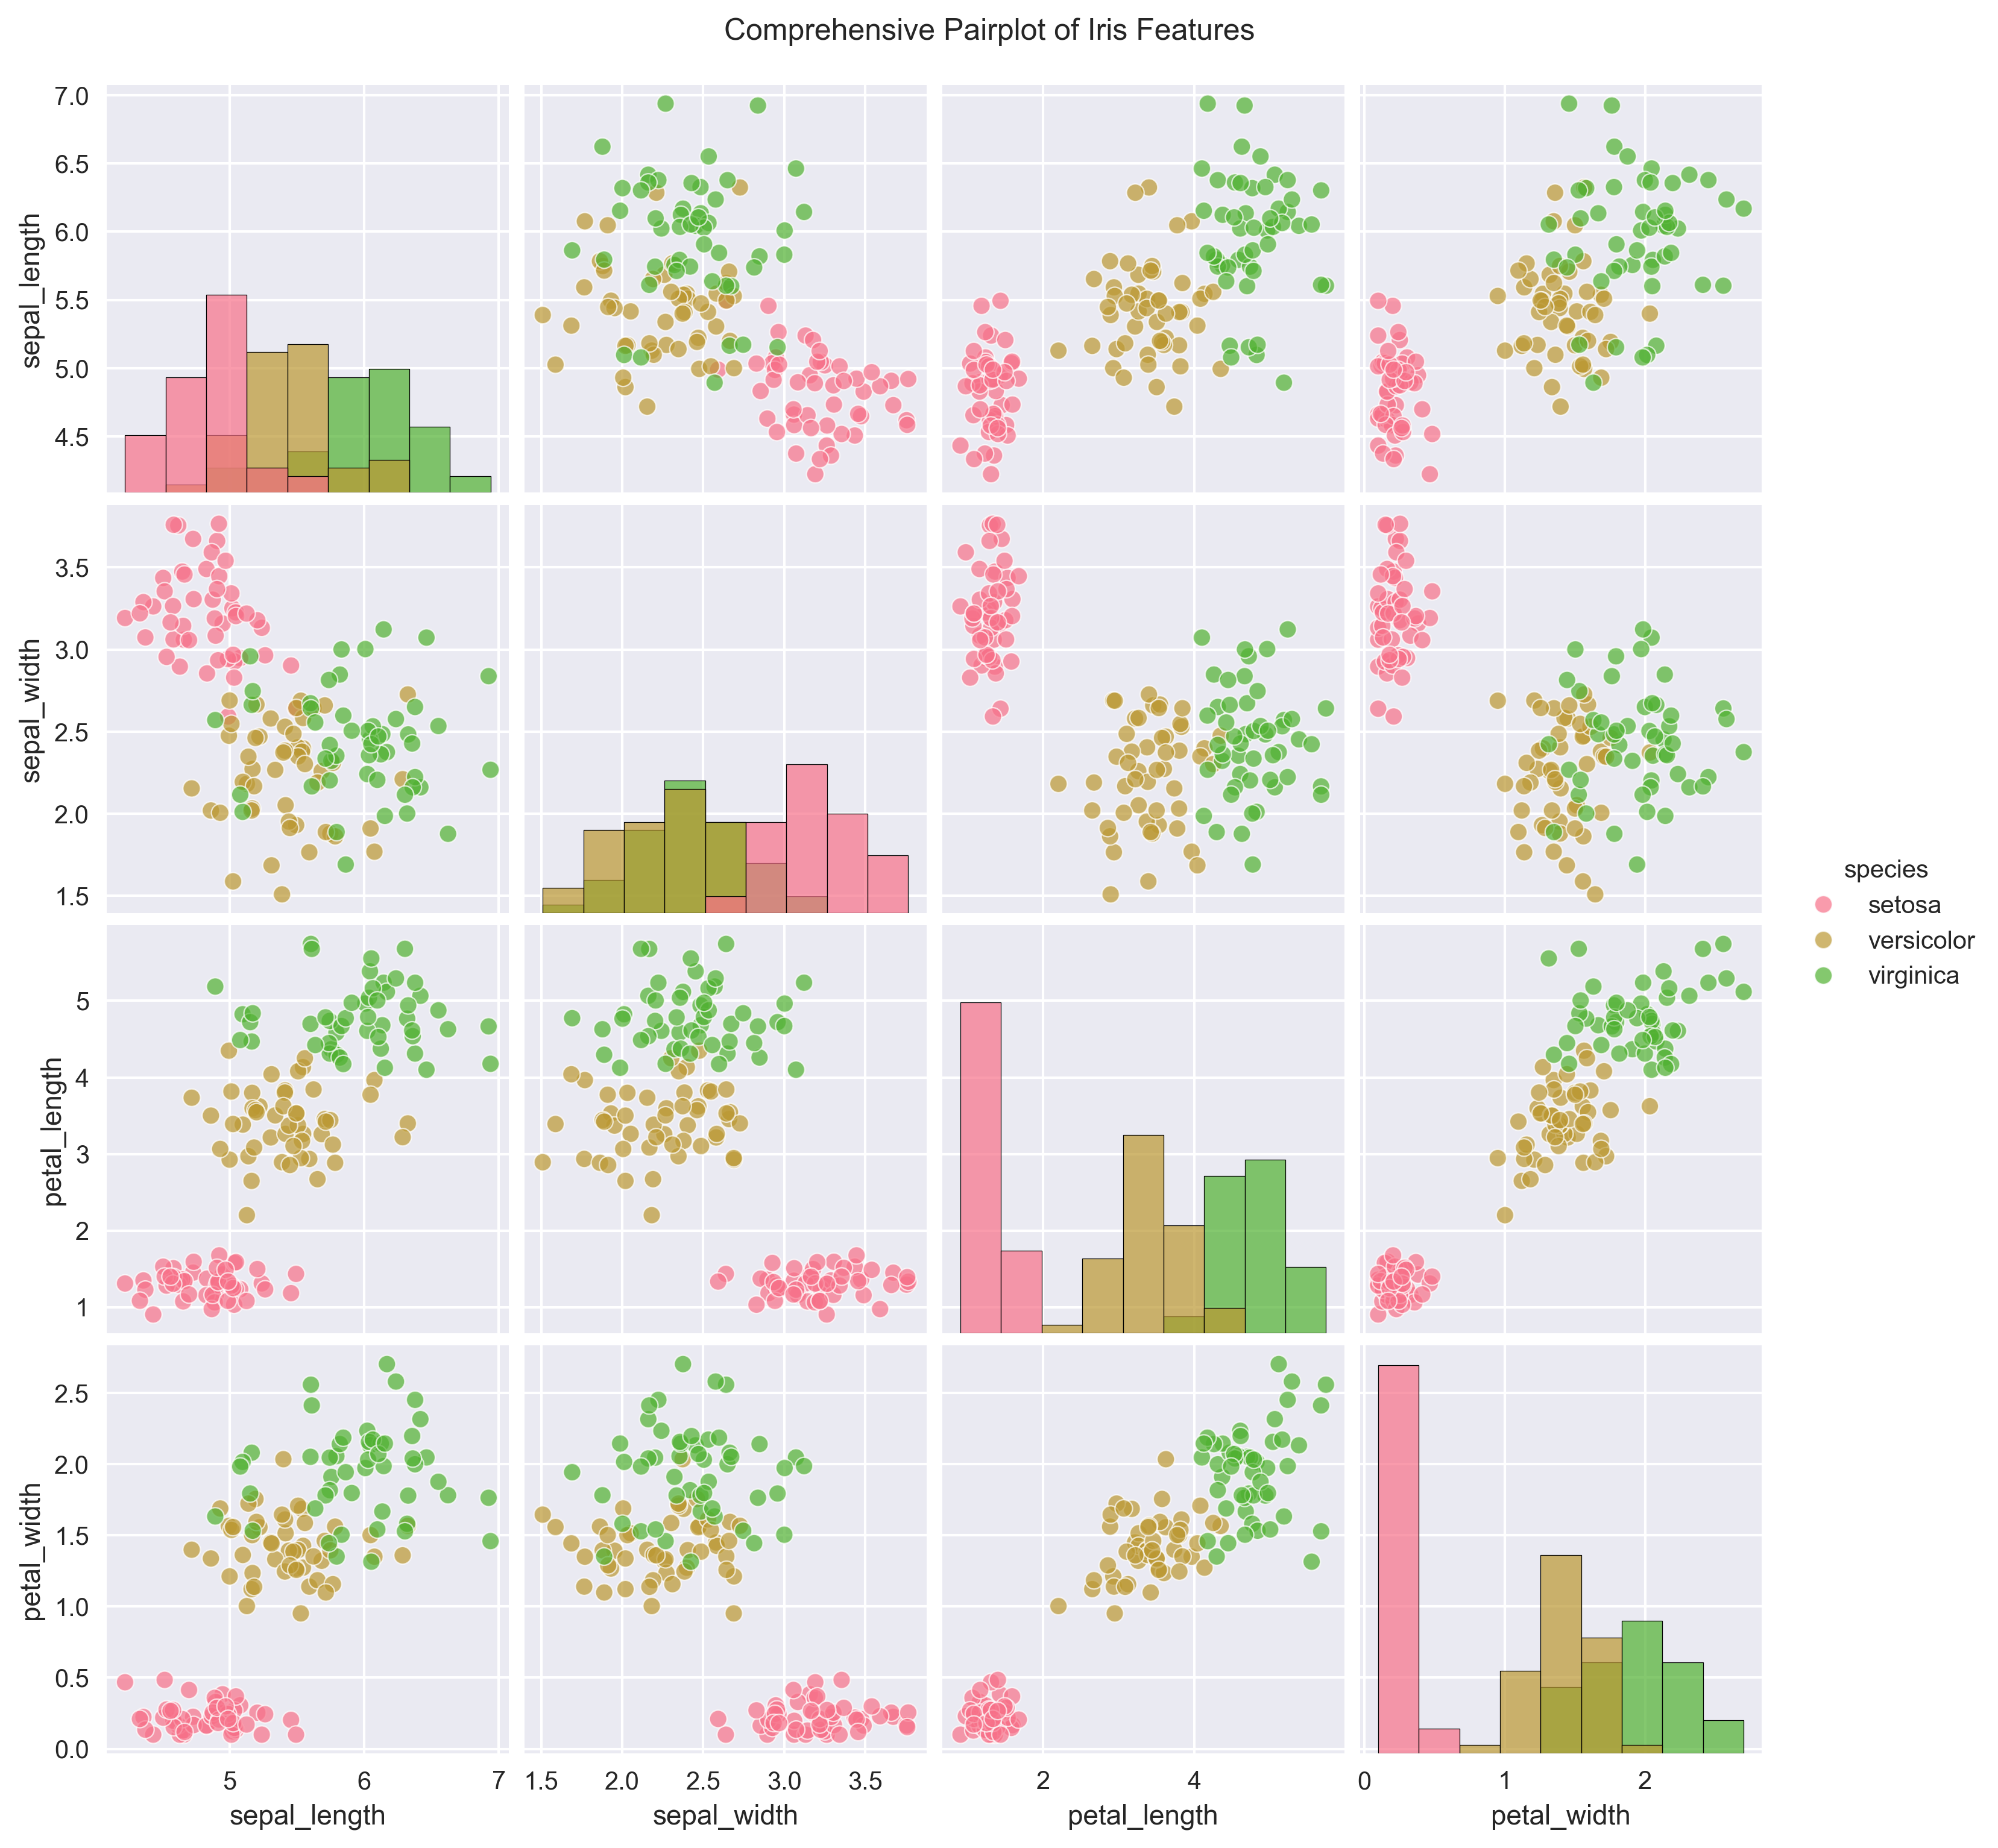 Comprehensive Pairplot of Iris Features
7.0
6.5
6.0
5.5
5.0
4.5
sepal_length
3.5
3.0
2.5
2.0
1.5
sepal_width
species
setosa
versicolor
virginica
5
4
3
2
1
petal_length
2.5
2.0
1.5
1.0
0.5
0.0
petal_width
5 6 7 1.5 2.0 2.5 3.0 3.5 2 4 0 1 2
sepal_length sepal_width petal_length petal_width